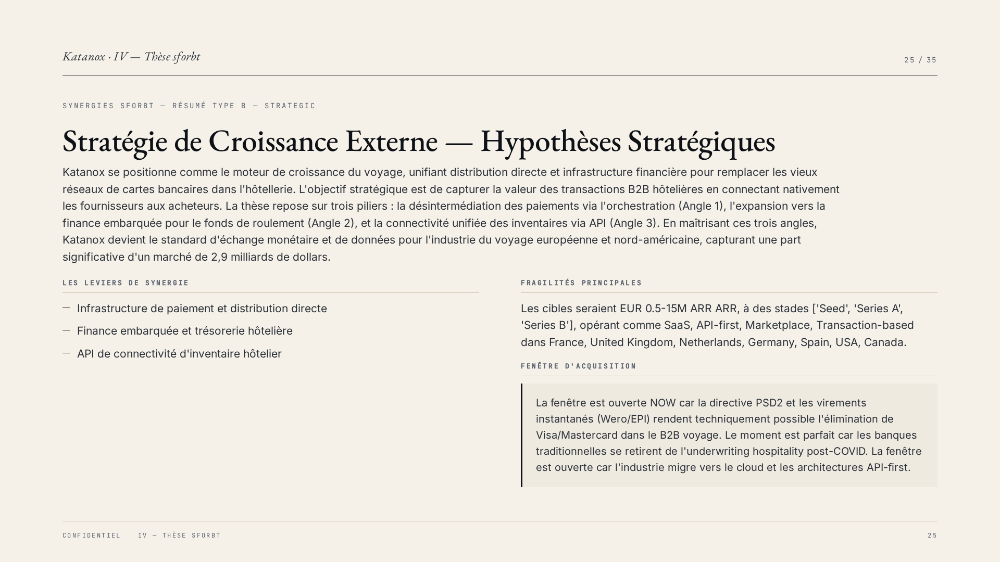 Katanox · IV — Thèse sforbt
25 / 35
SYNERGIES SFORBT — RÉSUMÉ TYPE B — STRATEGIC
Stratégie de Croissance Externe — Hypothèses Stratégiques
Katanox se positionne comme le moteur de croissance du voyage, unifiant distribution directe et infrastructure financière pour remplacer les vieux
réseaux de cartes bancaires dans l'hôtellerie. L'objectif stratégique est de capturer la valeur des transactions B2B hôtelières en connectant nativement
les fournisseurs aux acheteurs. La thèse repose sur trois piliers : la désintermédiation des paiements via l'orchestration (Angle 1), l'expansion vers la
finance embarquée pour le fonds de roulement (Angle 2), et la connectivité unifiée des inventaires via API (Angle 3). En maîtrisant ces trois angles,
Katanox devient le standard d'échange monétaire et de données pour l'industrie du voyage européenne et nord-américaine, capturant une part
significative d'un marché de 2,9 milliards de dollars.
LES LEVIERS DE SYNERGIE
— Infrastructure de paiement et distribution directe
— Finance embarquée et trésorerie hôtelière
— API de connectivité d'inventaire hôtelier
FRAGILITÉS PRINCIPALES
Les cibles seraient EUR 0.5-15M ARR ARR, à des stades ['Seed', 'Series A',
'Series B'], opérant comme SaaS, API-first, Marketplace, Transaction-based
dans France, United Kingdom, Netherlands, Germany, Spain, USA, Canada.
FENÊTRE D'ACQUISITION
La fenêtre est ouverte NOW car la directive PSD2 et les virements
instantanés (Wero/EPI) rendent techniquement possible l'élimination de
Visa/Mastercard dans le B2B voyage. Le moment est parfait car les banques
traditionnelles se retirent de l'underwriting hospitality post-COVID. La fenêtre
est ouverte car l'industrie migre vers le cloud et les architectures API-first.
CONFIDENTIEL IV — THÈSE SFORBT
25